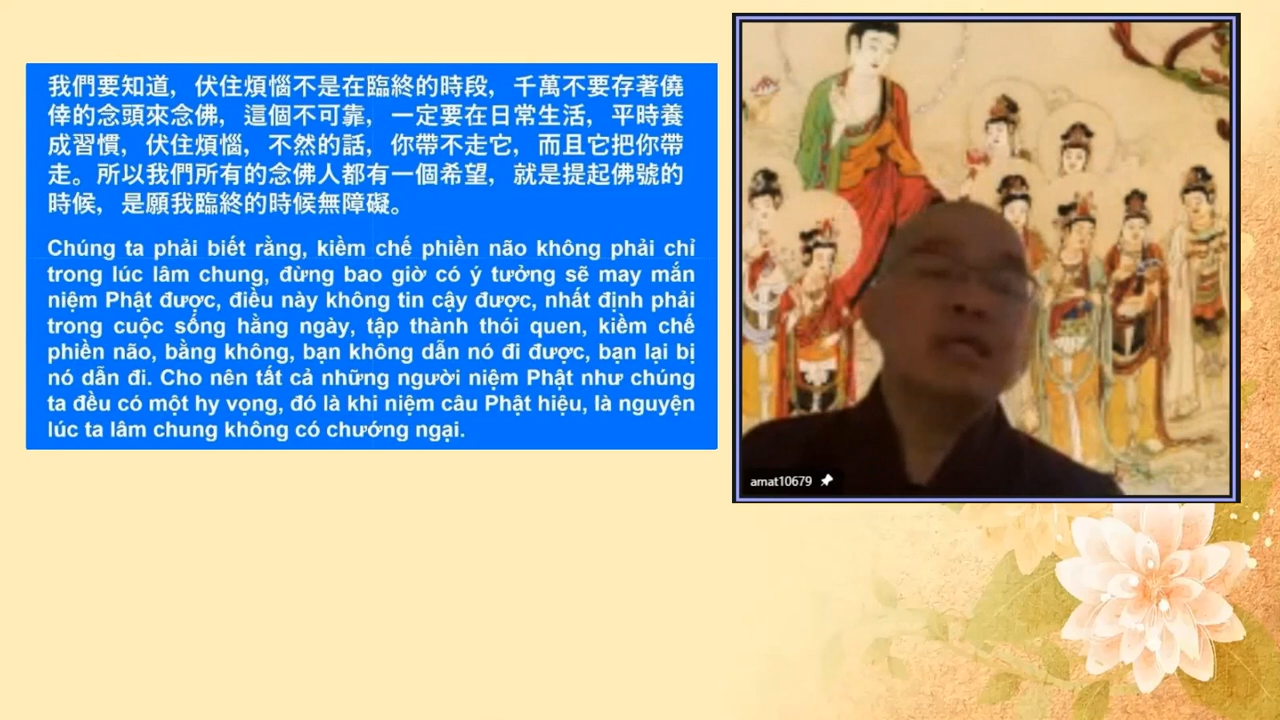 我們要知道，伏住煩惱不是在臨終的時段，千萬不要存著僥
倖的念頭來念佛，這個不可靠，一定要在日常生活，平時養
成習慣，伏住煩惱，不然的話，你帶不走它，而且它把你帶
走。所以我們所有的念佛人都有一個希望，就是提起佛號的
時候，是願我臨終的時候無障礙。
Chúng ta phải biết rằng, kiềm chế phiền não không phải chỉ
trong lúc lâm chung, đừng bao giờ có ý tưởng sẽ may mắn
niệm Phật được, điều này không tin cậy được, nhất định phải
trong cuộc sống hằng ngày, tập thành thói quen, kiềm chế
phiền não, bằng không, bạn không dẫn nó đi được, bạn lại bị
nó dẫn đi. Cho nên tất cả những người niệm Phật như chúng
ta đều có một hy vọng, đó là khi niệm câu Phật hiệu, là nguyện
lúc ta lâm chung không có chướng ngại.
amat10679